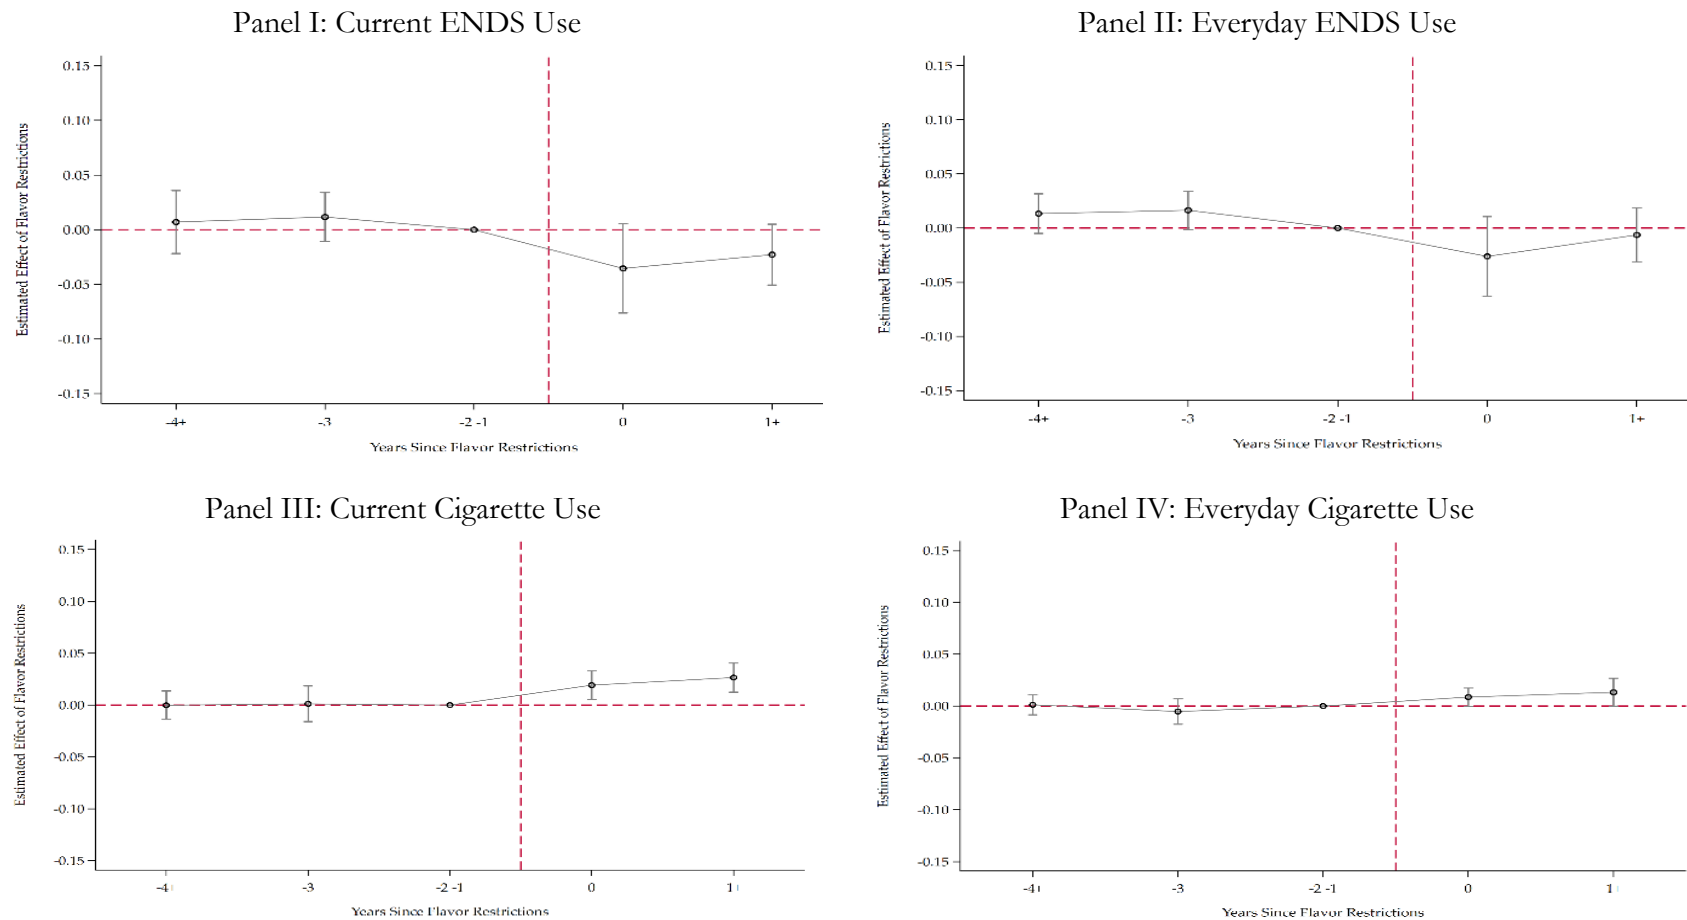 Panel I: Current ENDS Use
Estimated Effect of Flavor Restrictions
0.15
0.10
0.05
0.00
-0.05
-0.10
-0.15
-4+ -3 -2 -1 0 1+
Years Since Flavor Restrictions
Panel II: Everyday ENDS Use
Estimated Effect of Flavor Restrictions
0.15
0.10
0.05
0.00
-0.05
-0.10
-0.15
-4+ -3 -2 -1 0 1+
Years Since Flavor Restrictions
Panel III: Current Cigarette Use
Estimated Effect of Flavor Restrictions
0.15
0.10
0.05
0.00
-0.05
-0.10
-0.15
-4+ -3 -2 -1 0 1+
Years Since Flavor Restrictions
Panel IV: Everyday Cigarette Use
Estimated Effect of Flavor Restrictions
0.15
0.10
0.05
0.00
-0.05
-0.10
-0.15
-4+ -3 -2 -1 0 1+
Years Since Flavor Restrictions